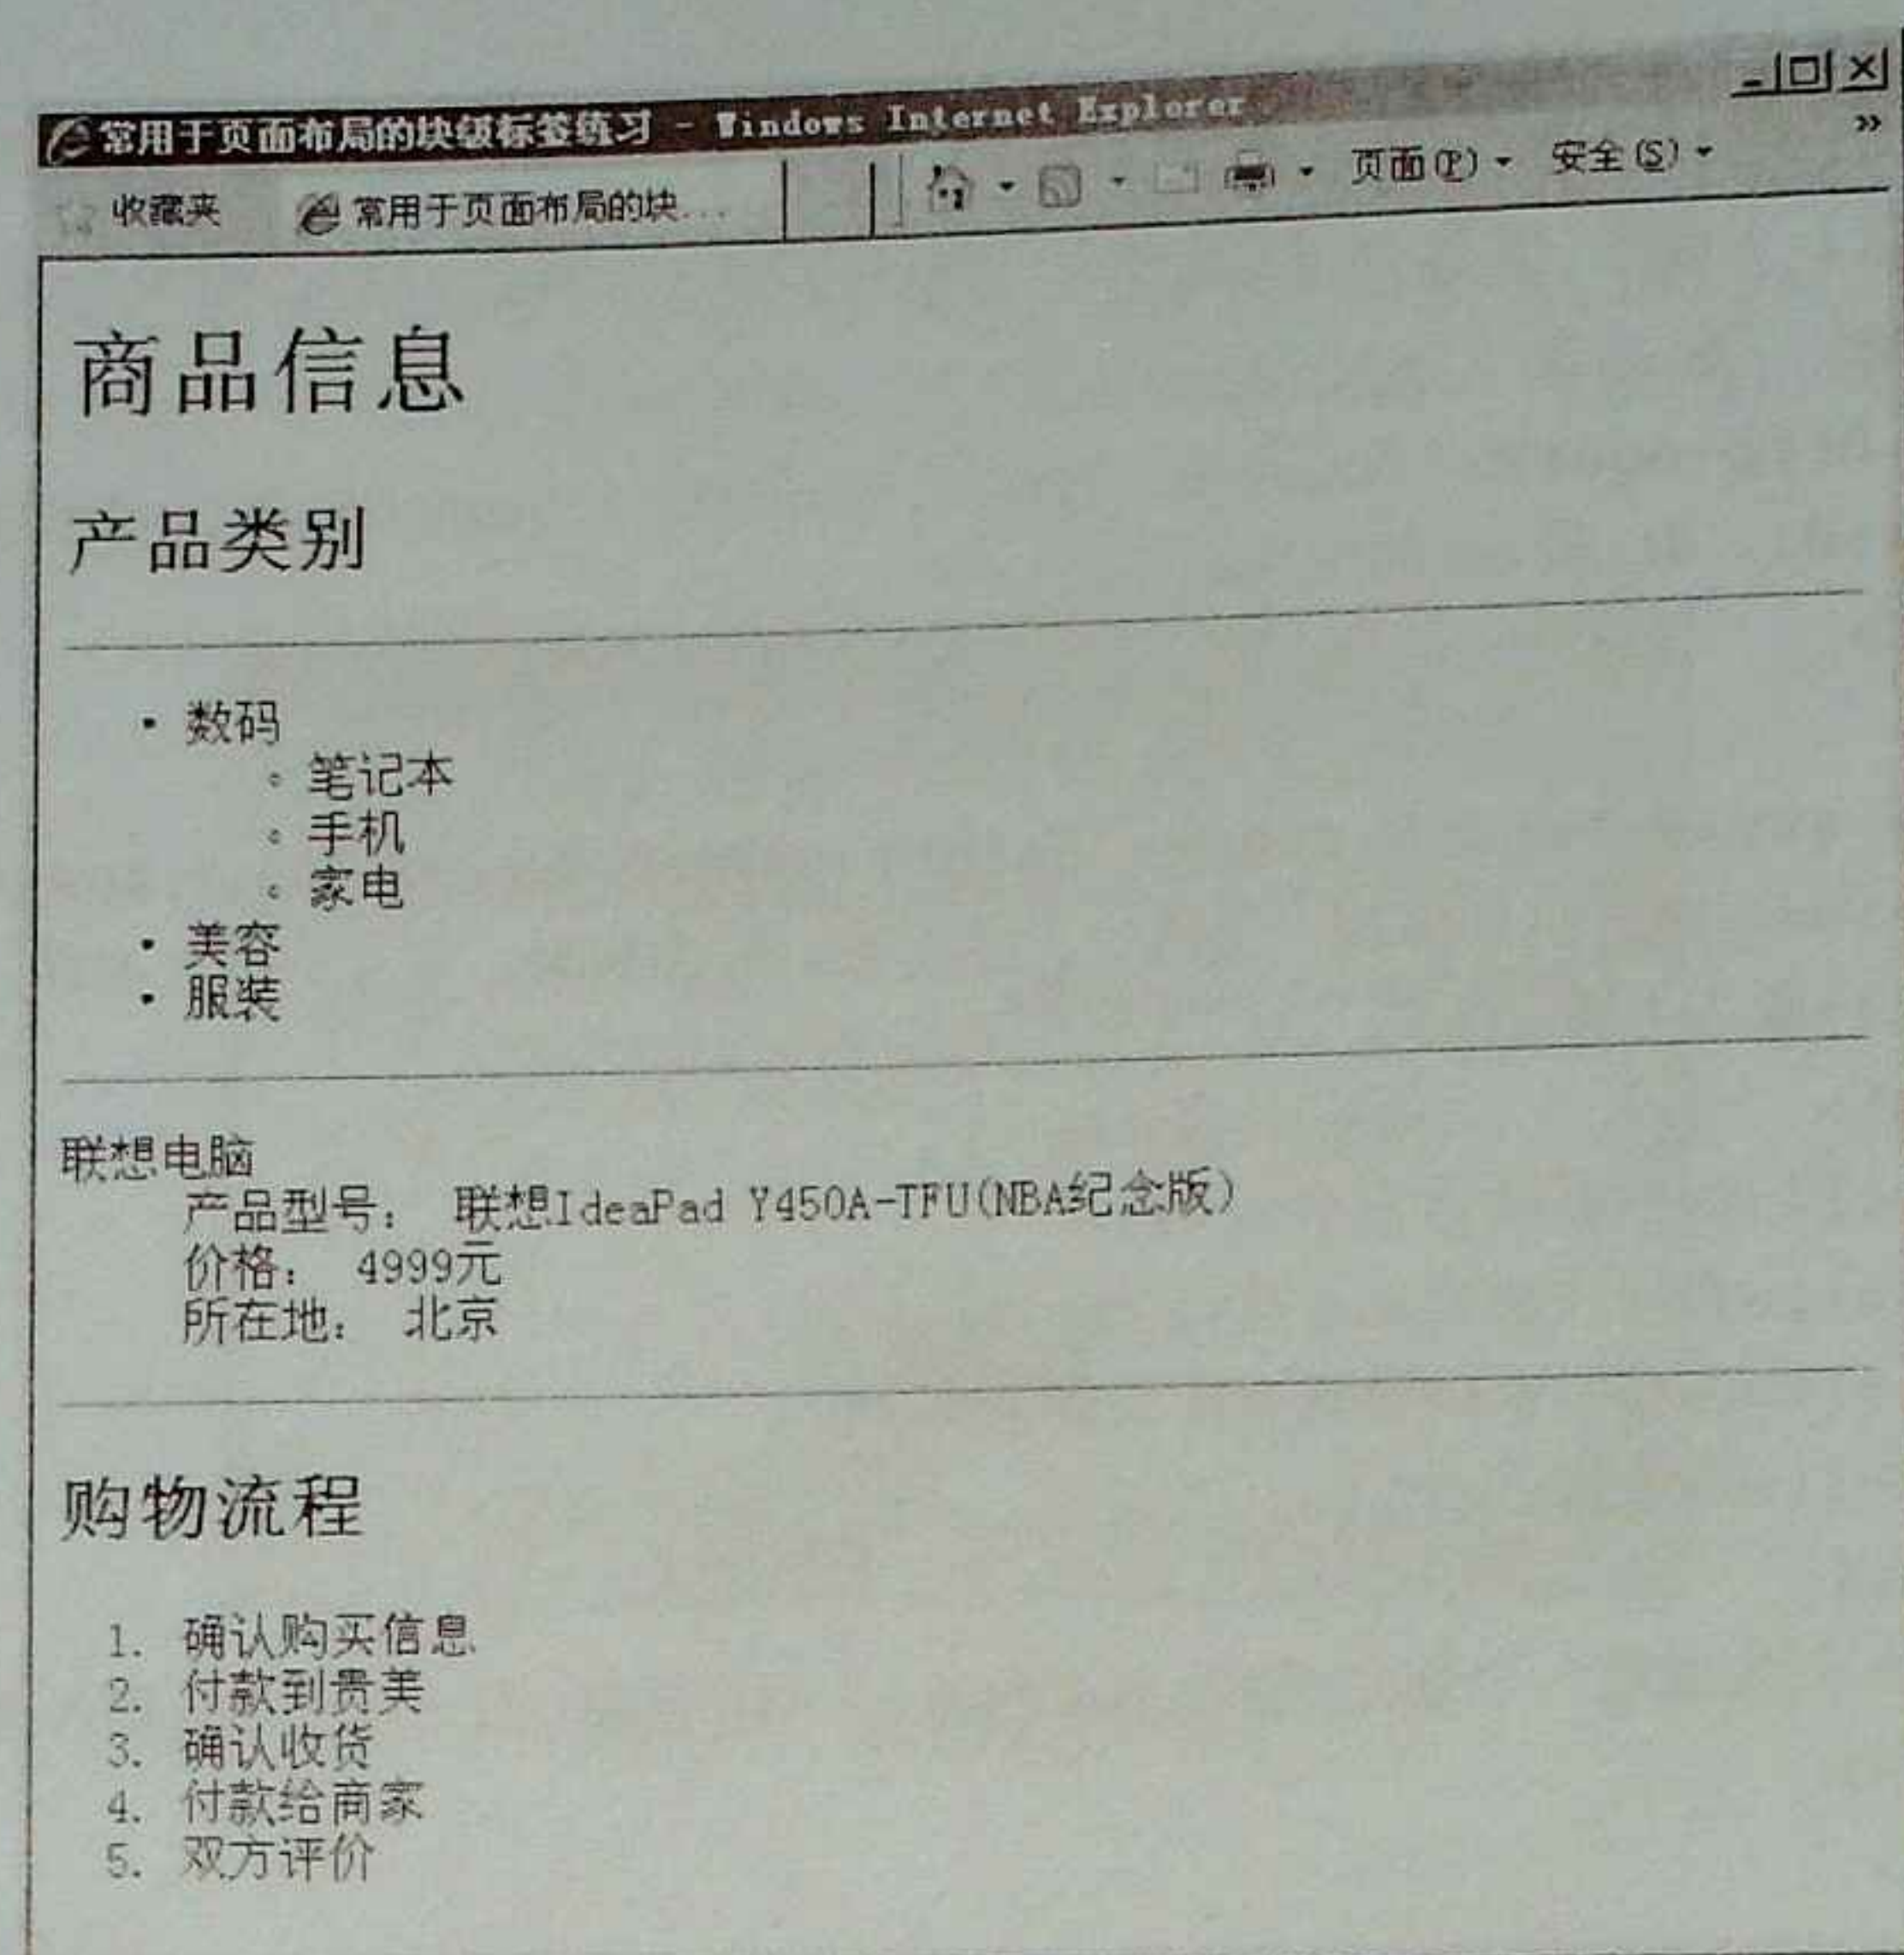 常用于页面布局的块级标签练习 - Windows Internet Explorer
收藏夹 常用于页面布局的块... 页面(P) 安全(S) »
商品信息
产品类别
• 数码
◦ 笔记本
◦ 手机
◦ 家电
• 美容
• 服装
联想电脑
产品型号： 联想IdeaPad Y450A-TFU(NBA纪念版)
价格： 4999元
所在地： 北京
购物流程
1. 确认购买信息
2. 付款到贵美
3. 确认收货
4. 付款给商家
5. 双方评价